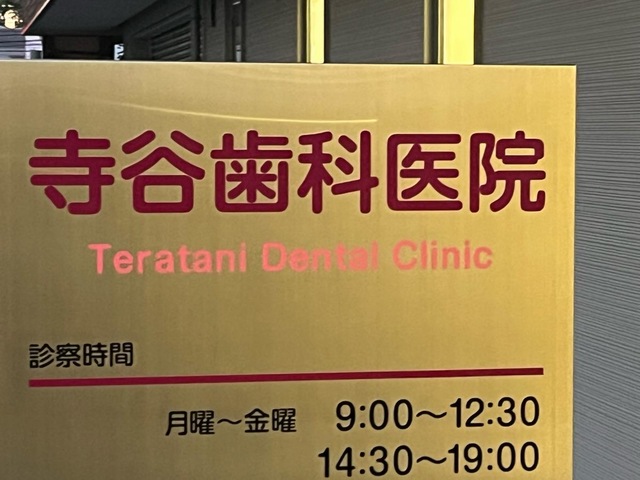 寺谷歯科医院
Teratani Dental Clinic
診察時間
月曜～金曜 9:00～12:30
14:30～19:00